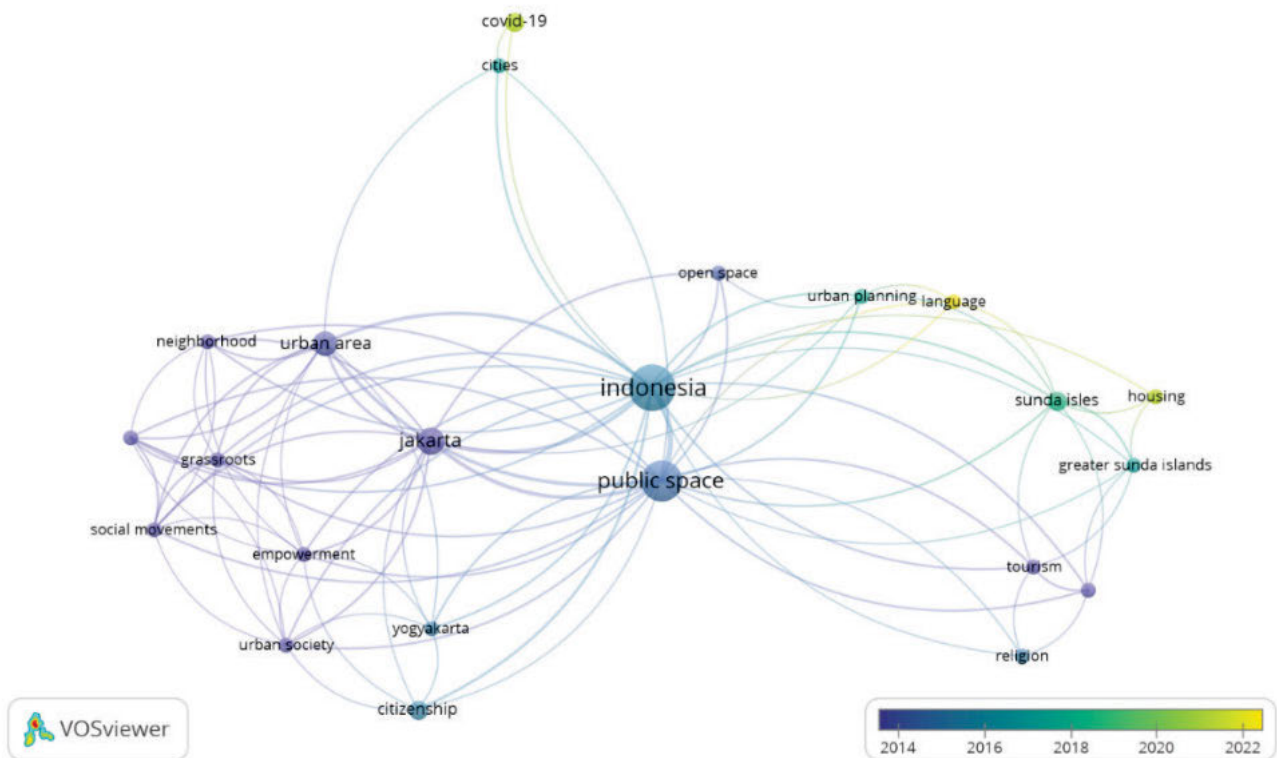 covid-19
cities
open space
urban planning
language
neighborhood
urban area
indonesia
sunda isles
housing
jakarta
grassroots
greater sunda islands
public space
social movements
empowerment
tourism
yogyakarta
urban society
religion
citizenship
VOSviewer
2014 2016 2018 2020 2022